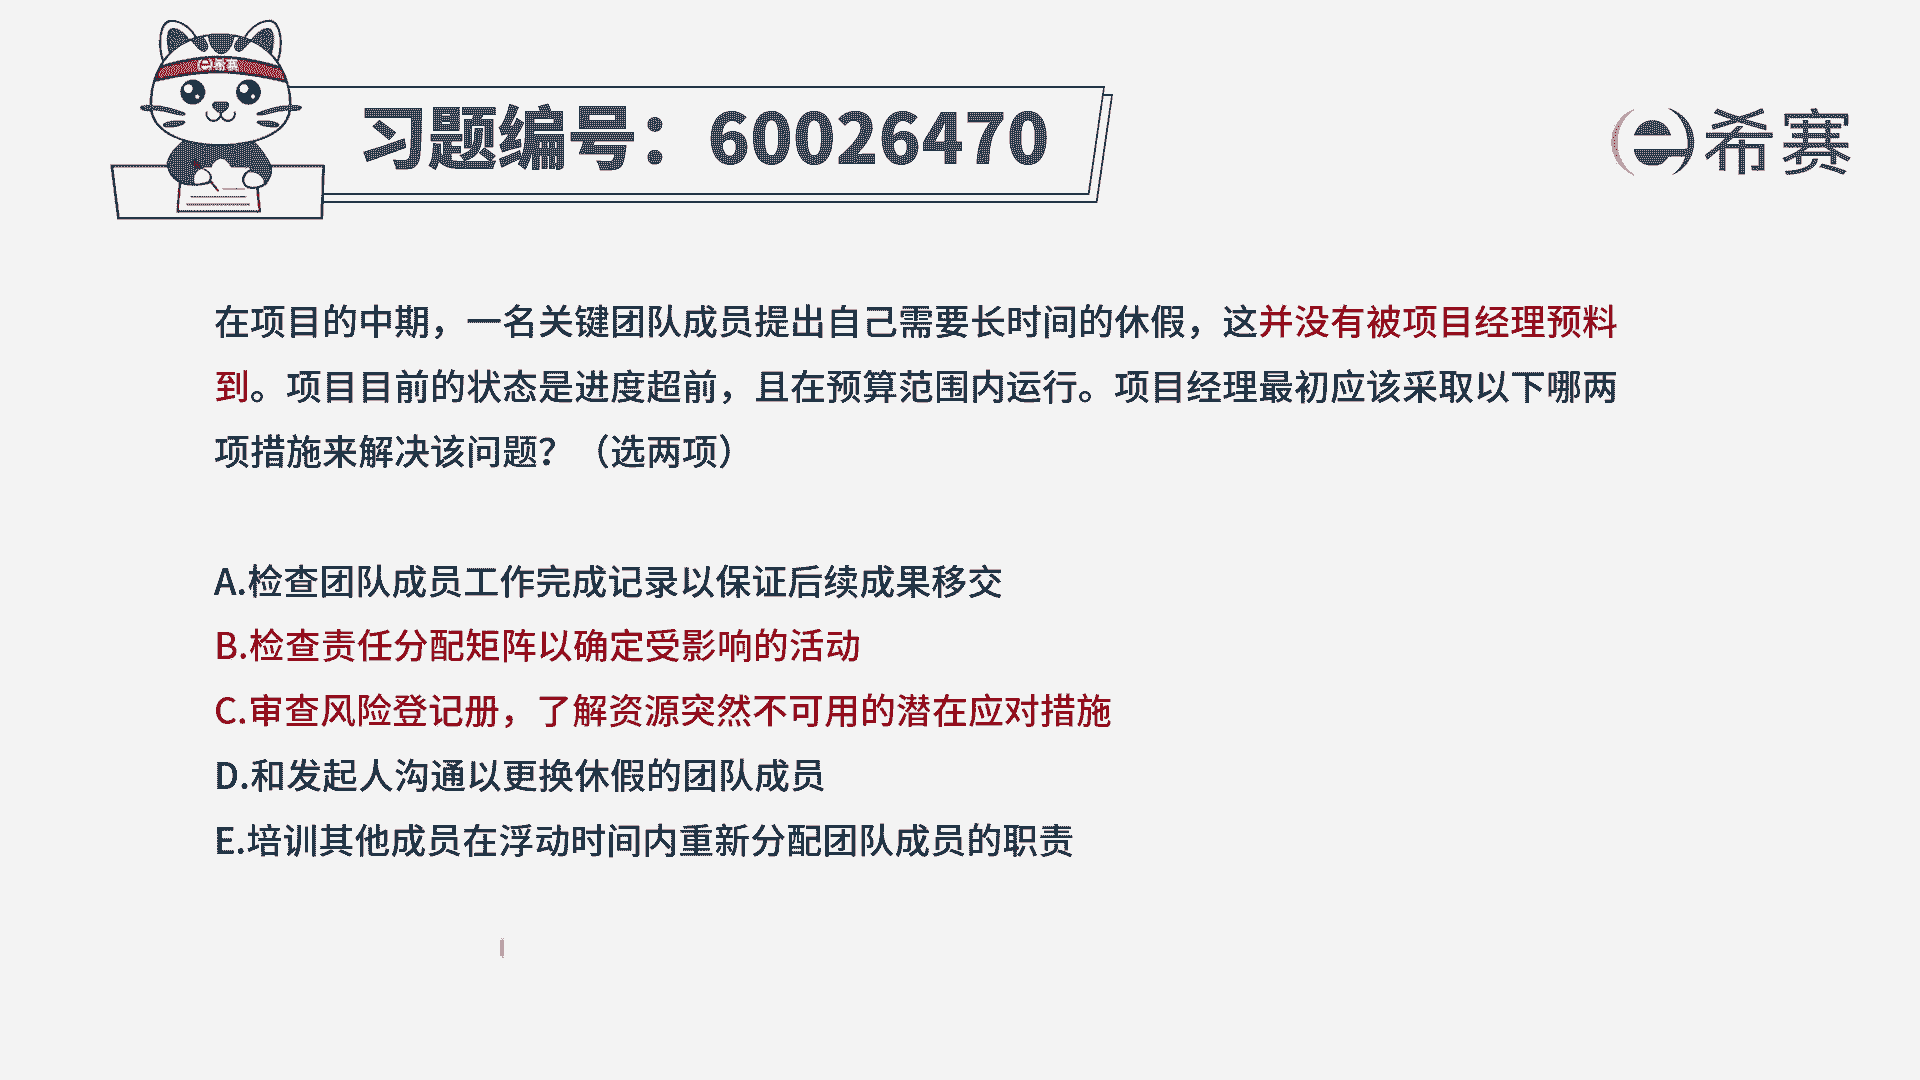 e希赛
习题编号：60026470
e希赛
在项目的中期，一名关键团队成员提出自己需要长时间的休假，这并没有被项目经理预料
到。项目目前的状态是进度超前，且在预算范围内运行。项目经理最初应该采取以下哪两
项措施来解决该问题？（选两项）
A.检查团队成员工作完成记录以保证后续成果移交
B.检查责任分配矩阵以确定受影响的活动
C.审查风险登记册，了解资源突然不可用的潜在应对措施
D.和发起人沟通以更换休假的团队成员
E.培训其他成员在浮动时间内重新分配团队成员的职责